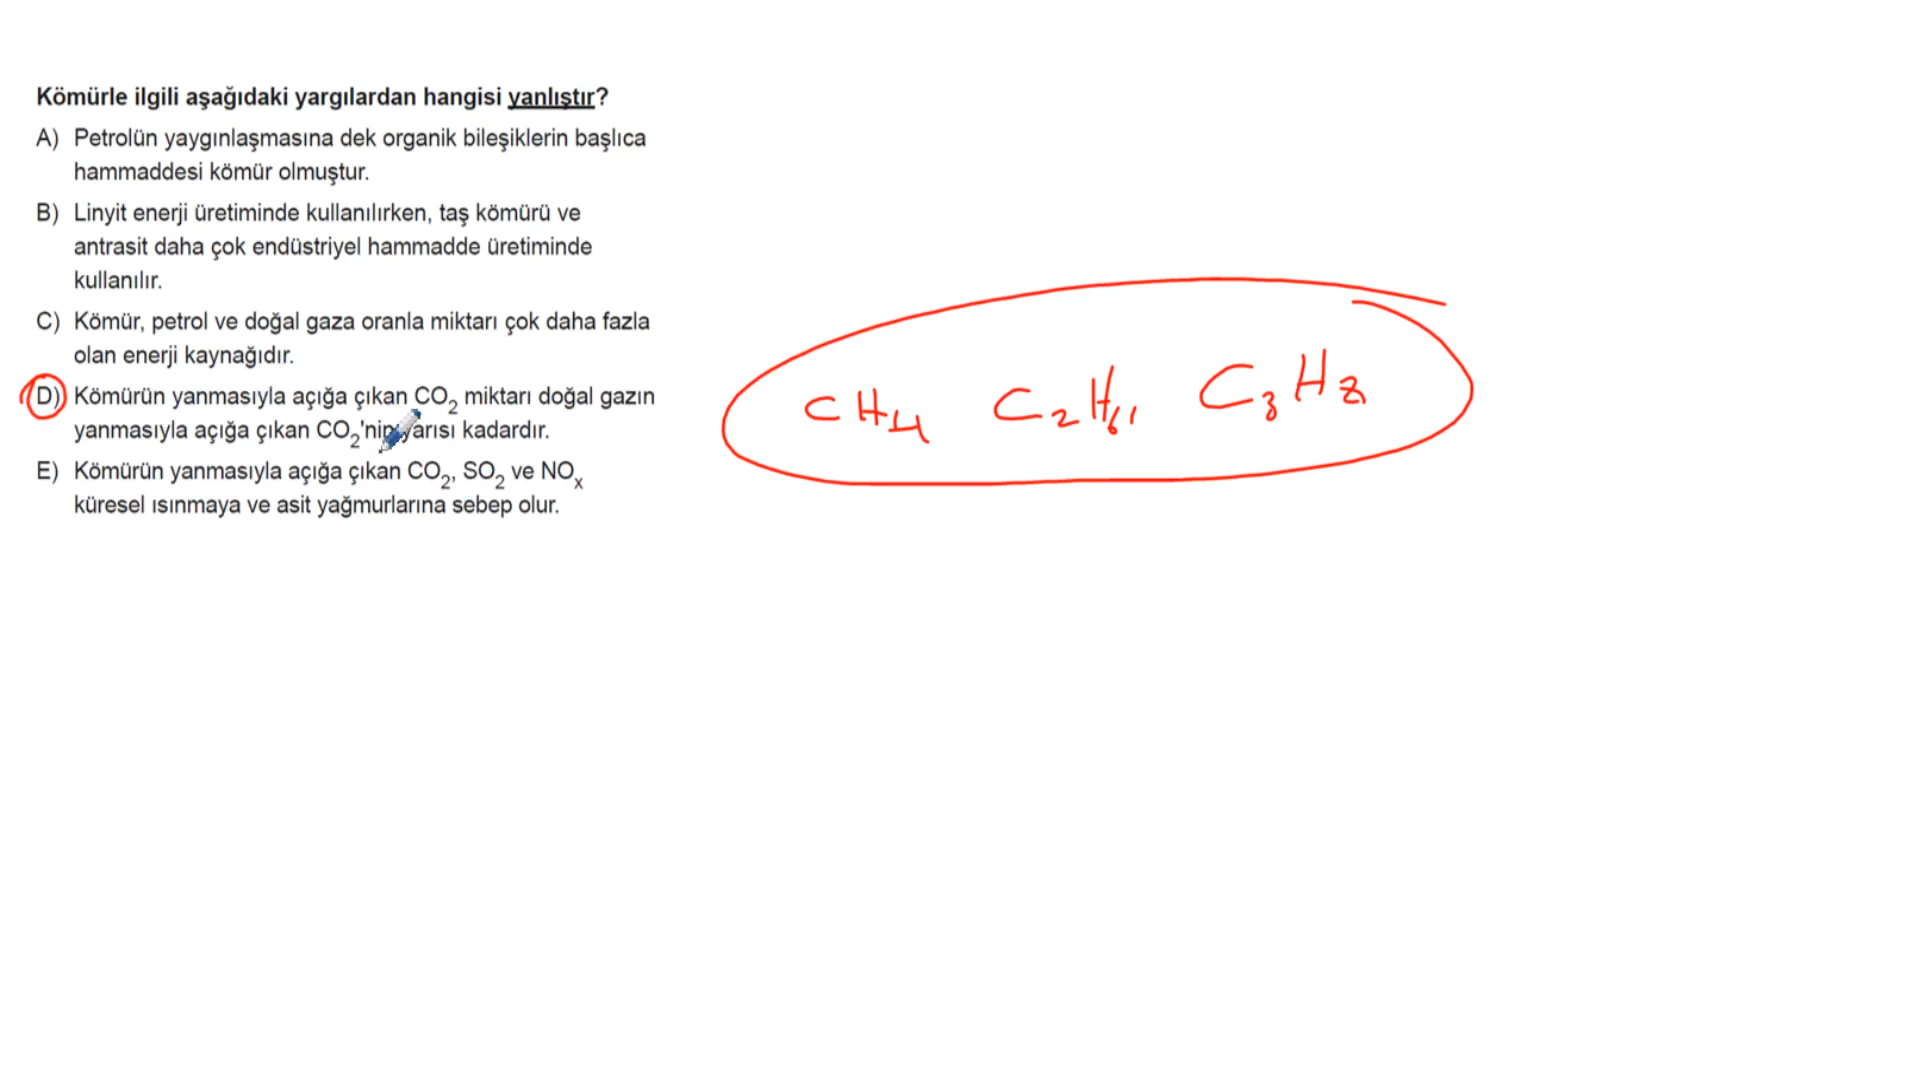 Kömürle ilgili aşağıdaki yargılardan hangisi yanlıştır?
A) Petrolün yaygınlaşmasına dek organik bileşiklerin başlıca
hammaddesi kömür olmuştur.
B) Linyit enerji üretiminde kullanılırken, taş kömürü ve
antrasit daha çok endüstriyel hammadde üretiminde
kullanılır.
C) Kömür, petrol ve doğal gaza oranla miktarı çok daha fazla
olan enerji kaynağıdır.
D) Kömürün yanmasıyla açığa çıkan CO₂ miktarı doğal gazın
yanmasıyla açığa çıkan CO₂'nin yarısı kadardır.
E) Kömürün yanmasıyla açığa çıkan CO₂, SO₂ ve NOₓ
küresel ısınmaya ve asit yağmurlarına sebep olur.
CH₄ C₂H₆ C₃H₈